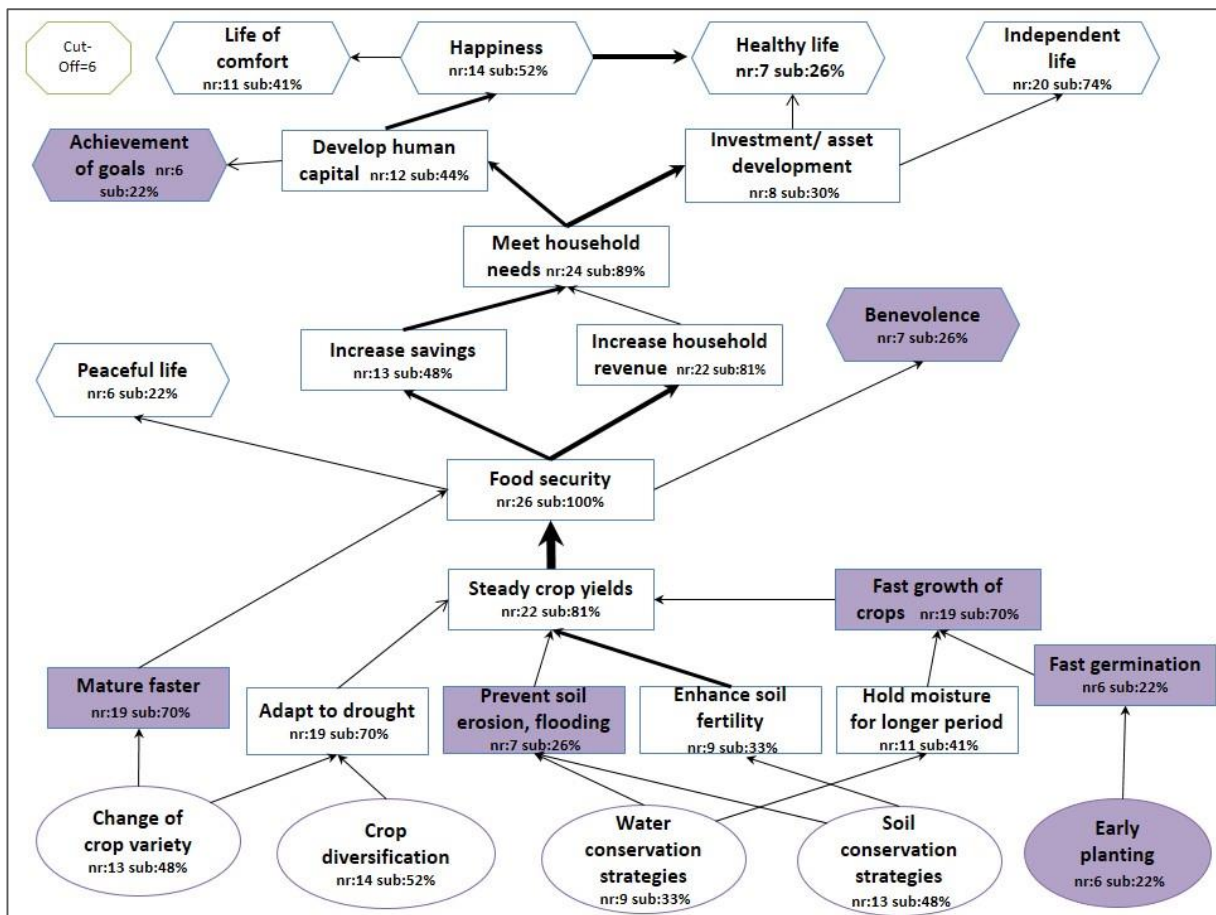 Cut-
Off=6
Life of
comfort
nr:11 sub:41%
Happiness
nr:14 sub:52%
Healthy life
nr:7 sub:26%
Independent
life
nr:20 sub:74%
Achievement
of goals nr:6
sub:22%
Develop human
capital nr:12 sub:44%
Investment/ asset
development
nr:8 sub:30%
Meet household
needs nr:24 sub:89%
Benevolence
nr:7 sub:26%
Increase savings
nr:13 sub:48%
Increase household
revenue nr:22 sub:81%
Peaceful life
nr:6 sub:22%
Food security
nr:26 sub:100%
Steady crop yields
nr:22 sub:81%
Fast growth of
crops nr:19 sub:70%
Mature faster
nr:19 sub:70%
Adapt to drought
nr:19 sub:70%
Prevent soil
erosion, flooding
nr:7 sub:26%
Enhance soil
fertility
nr:9 sub:33%
Hold moisture
for longer period
nr:11 sub:41%
Fast germination
nr6 sub:22%
Change of
crop variety
nr:13 sub:48%
Crop
diversification
nr:14 sub:52%
Water
conservation
strategies
nr:9 sub:33%
Soil
conservation
strategies
nr:13 sub:48%
Early
planting
nr:6 sub:22%